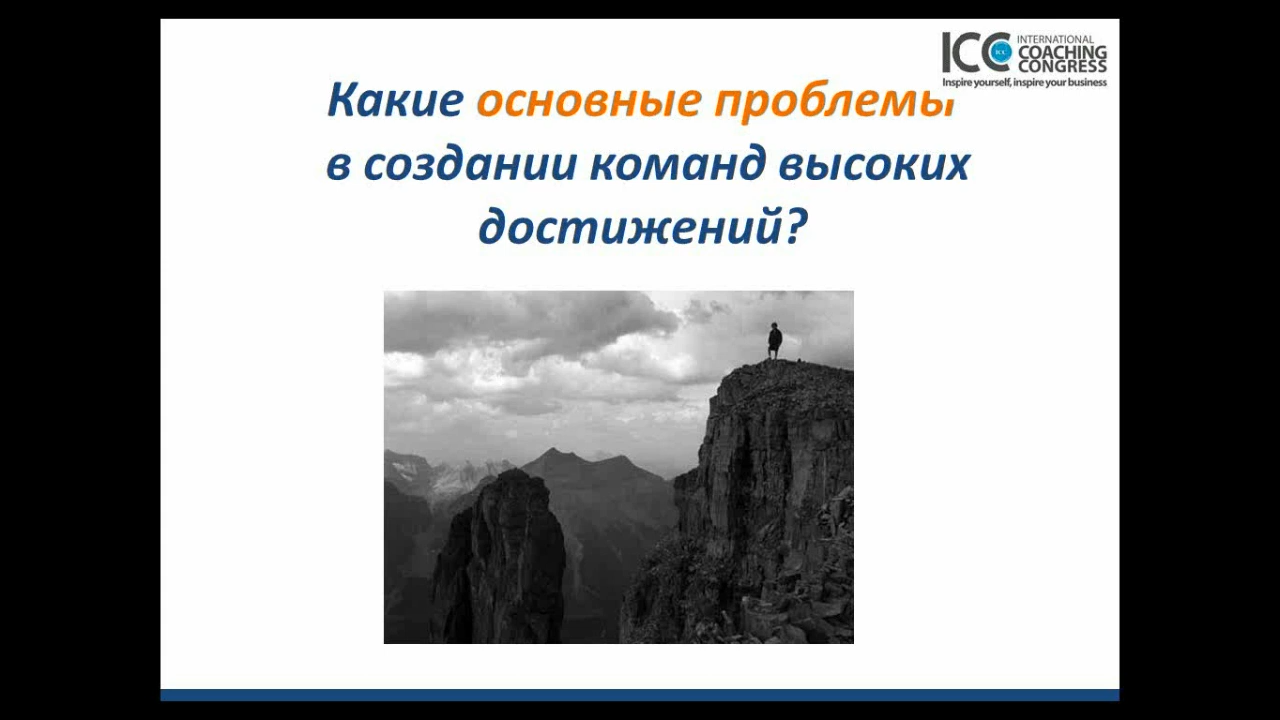 ICC INTERNATIONAL
COACHING
CONGRESS
Inspire yourself, inspire your business
Какие основные проблемы
в создании команд высоких
достижений?